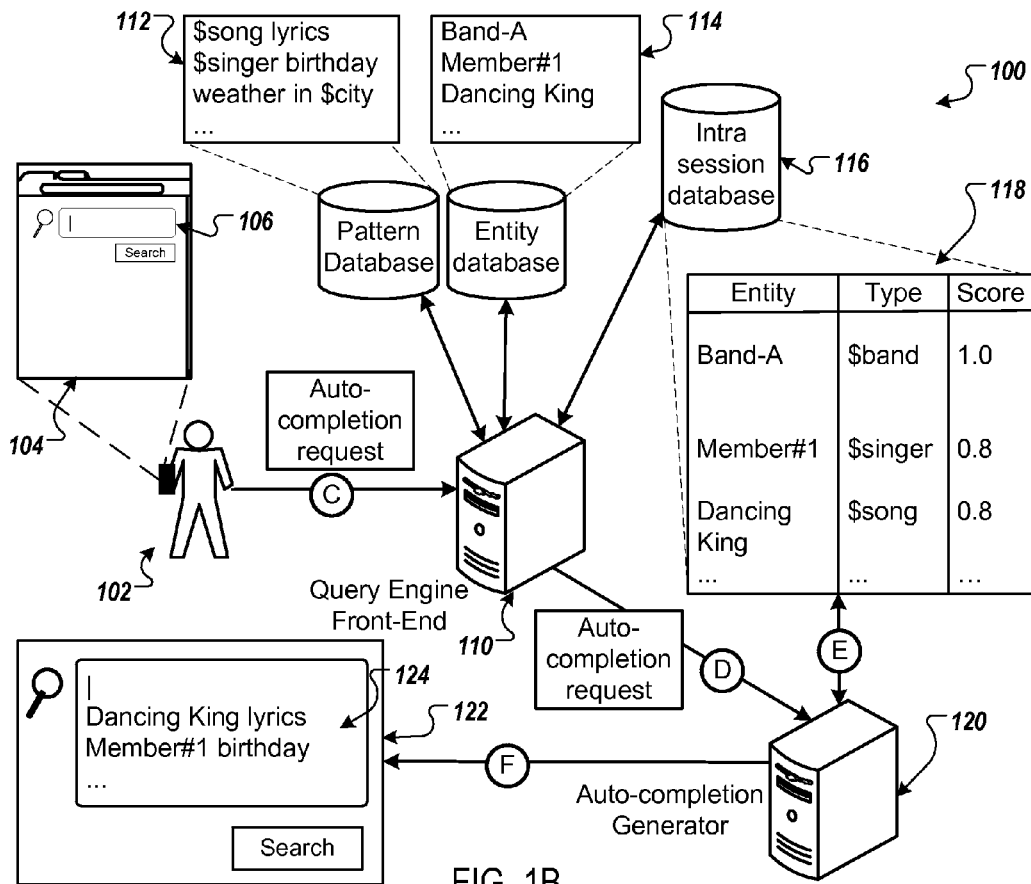 112
$song lyrics
$singer birthday
weather in $city
...
Band-A
Member#1
Dancing King
...
114
100
Intra
session
database
116
118
106
Search
Pattern
Database
Entity
database
Entity Type Score
Band-A $band 1.0
Member#1 $singer 0.8
Dancing
King
$song 0.8
... ... ...
104
Auto-
completion
request
C
102
Query Engine
Front-End
110
Auto-
completion
request
D
E
124
Dancing King lyrics
Member#1 birthday
...
122
Search
F
120
Auto-completion
Generator
FIG. 1B